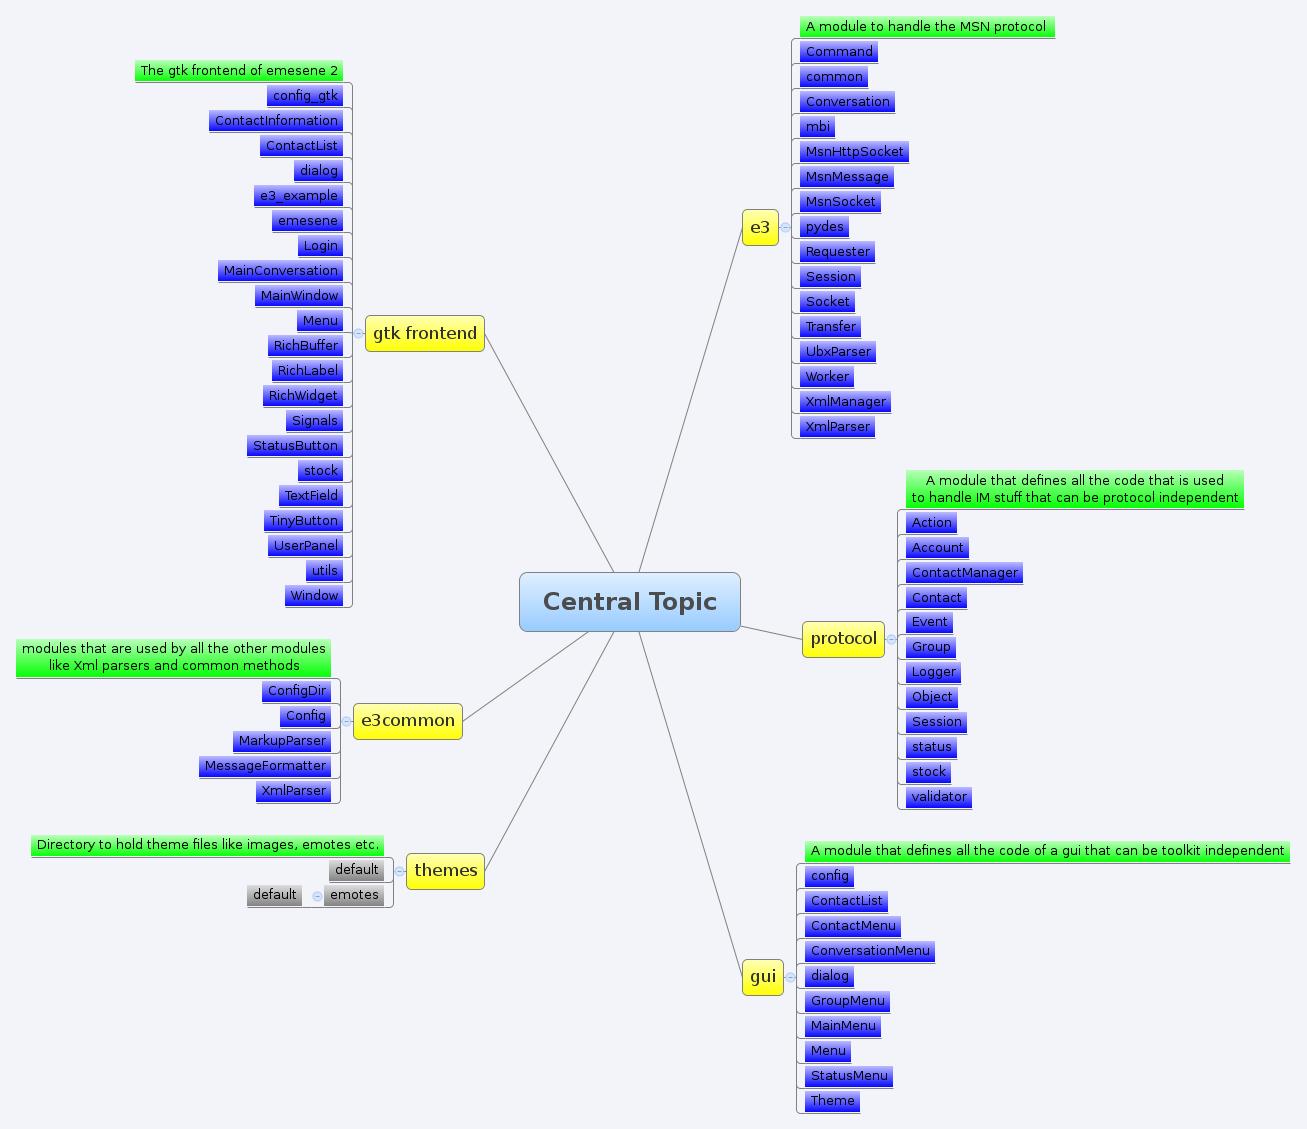 A module to handle the MSN protocol
Command
common
Conversation
mbi
MsnHttpSocket
MsnMessage
MsnSocket
e3
pydes
Requester
Session
Socket
Transfer
UbxParser
Worker
XmlManager
XmlParser
The gtk frontend of emesene 2
config_gtk
ContactInformation
ContactList
dialog
e3_example
emesene
Login
MainConversation
MainWindow
Menu
gtk frontend
RichBuffer
RichLabel
RichWidget
Signals
StatusButton
stock
TextField
TinyButton
UserPanel
utils
Window
Central Topic
A module that defines all the code that is used
to handle IM stuff that can be protocol independent
Action
Account
ContactManager
Contact
Event
protocol
Group
Logger
Object
Session
status
stock
validator
modules that are used by all the other modules
like Xml parsers and common methods
ConfigDir
Config
e3common
MarkupParser
MessageFormatter
XmlParser
Directory to hold theme files like images, emotes etc.
default
themes
default
emotes
A module that defines all the code of a gui that can be toolkit independent
config
ContactList
ContactMenu
ConversationMenu
gui
dialog
GroupMenu
MainMenu
Menu
StatusMenu
Theme